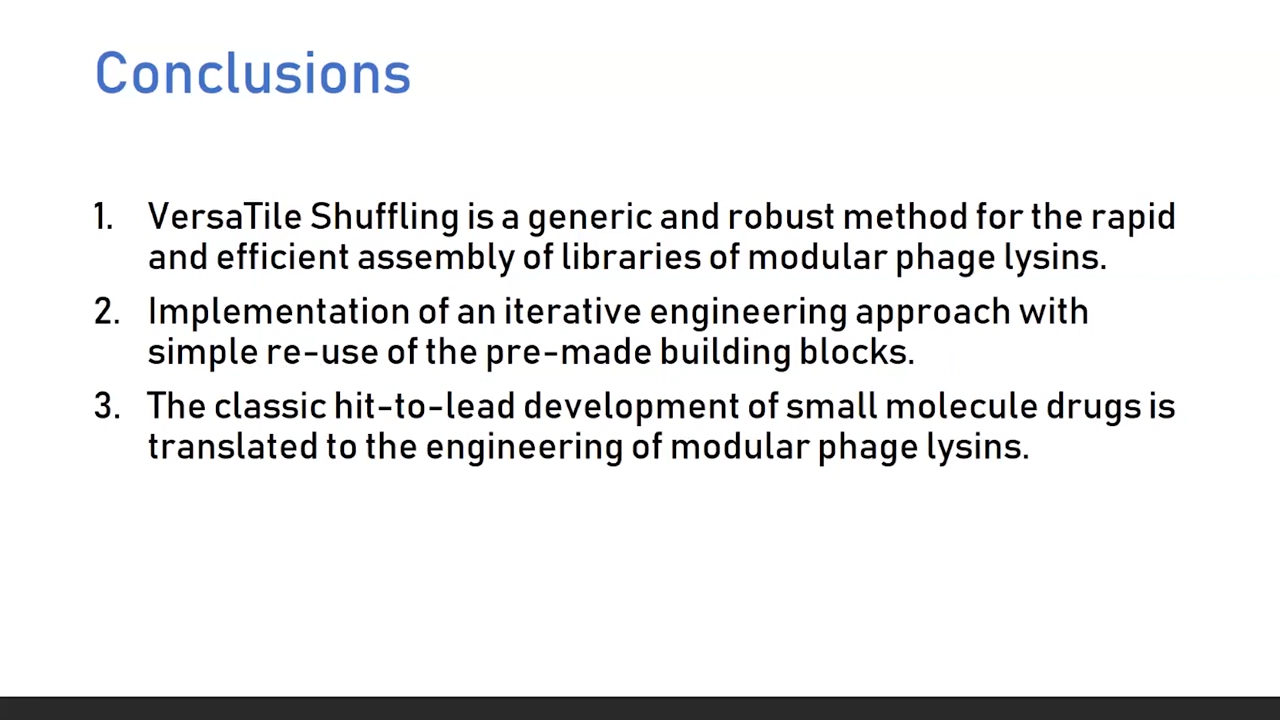 Conclusions
1. VersaTile Shuffling is a generic and robust method for the rapid
and efficient assembly of libraries of modular phage lysins.
2. Implementation of an iterative engineering approach with
simple re-use of the pre-made building blocks.
3. The classic hit-to-lead development of small molecule drugs is
translated to the engineering of modular phage lysins.